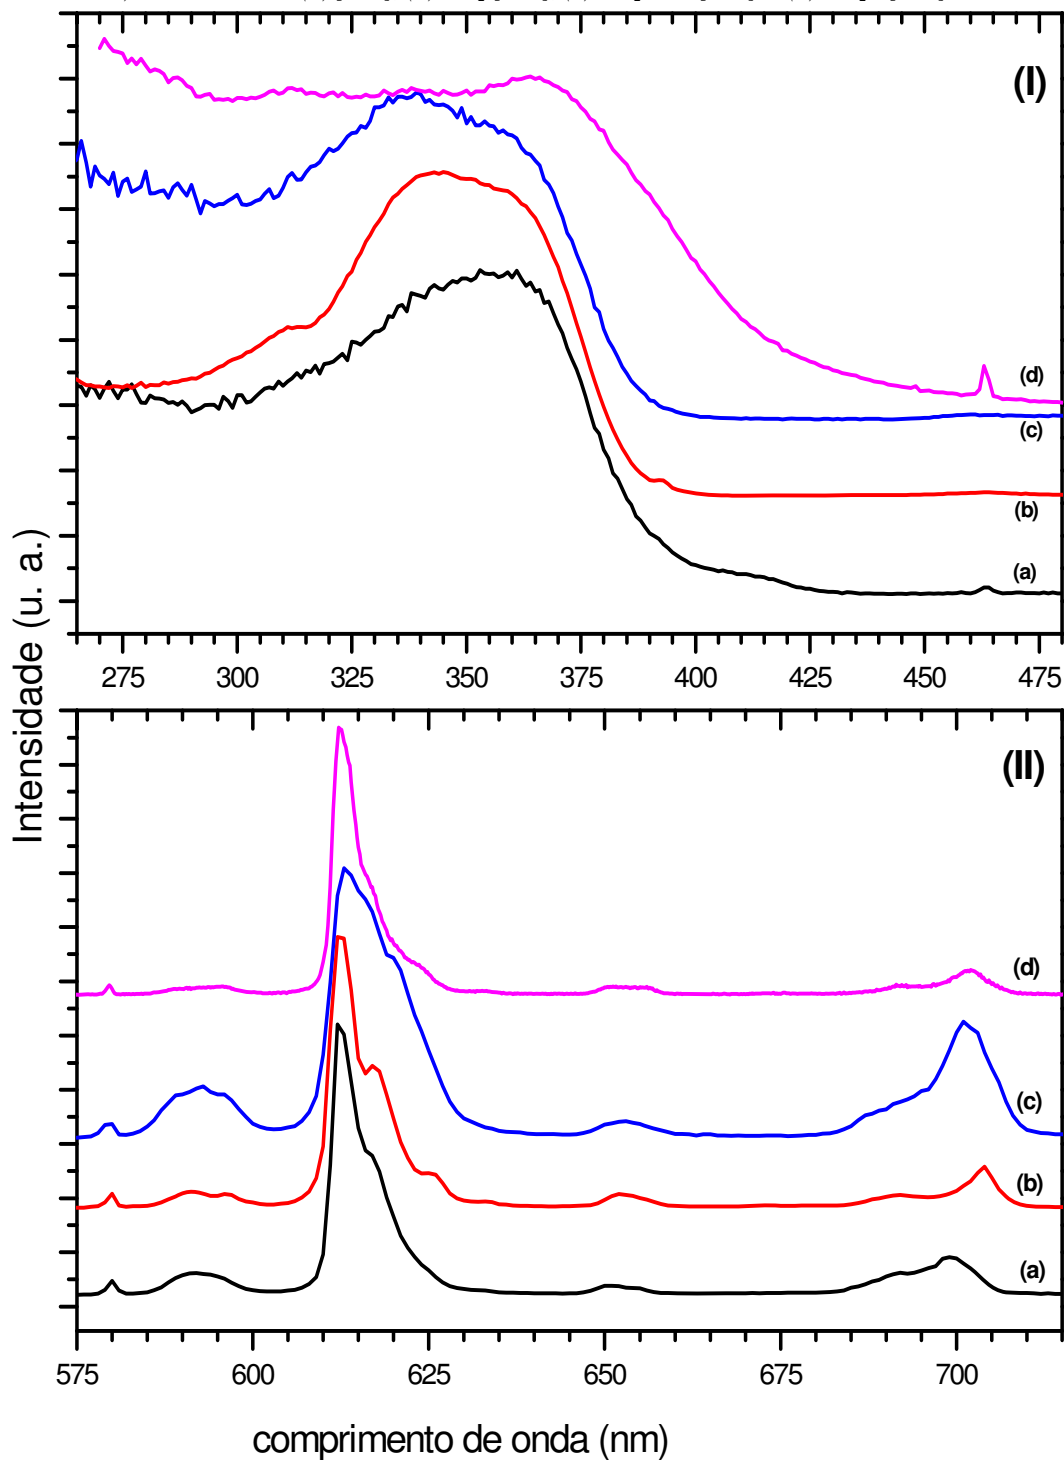 (I)
(d)
(c)
(b)
(a)
275 300 325 350 375 400 425 450 475
Intensidade (u. a.)
(II)
(d)
(c)
(b)
(a)
575 600 625 650 675 700
comprimento de onda (nm)